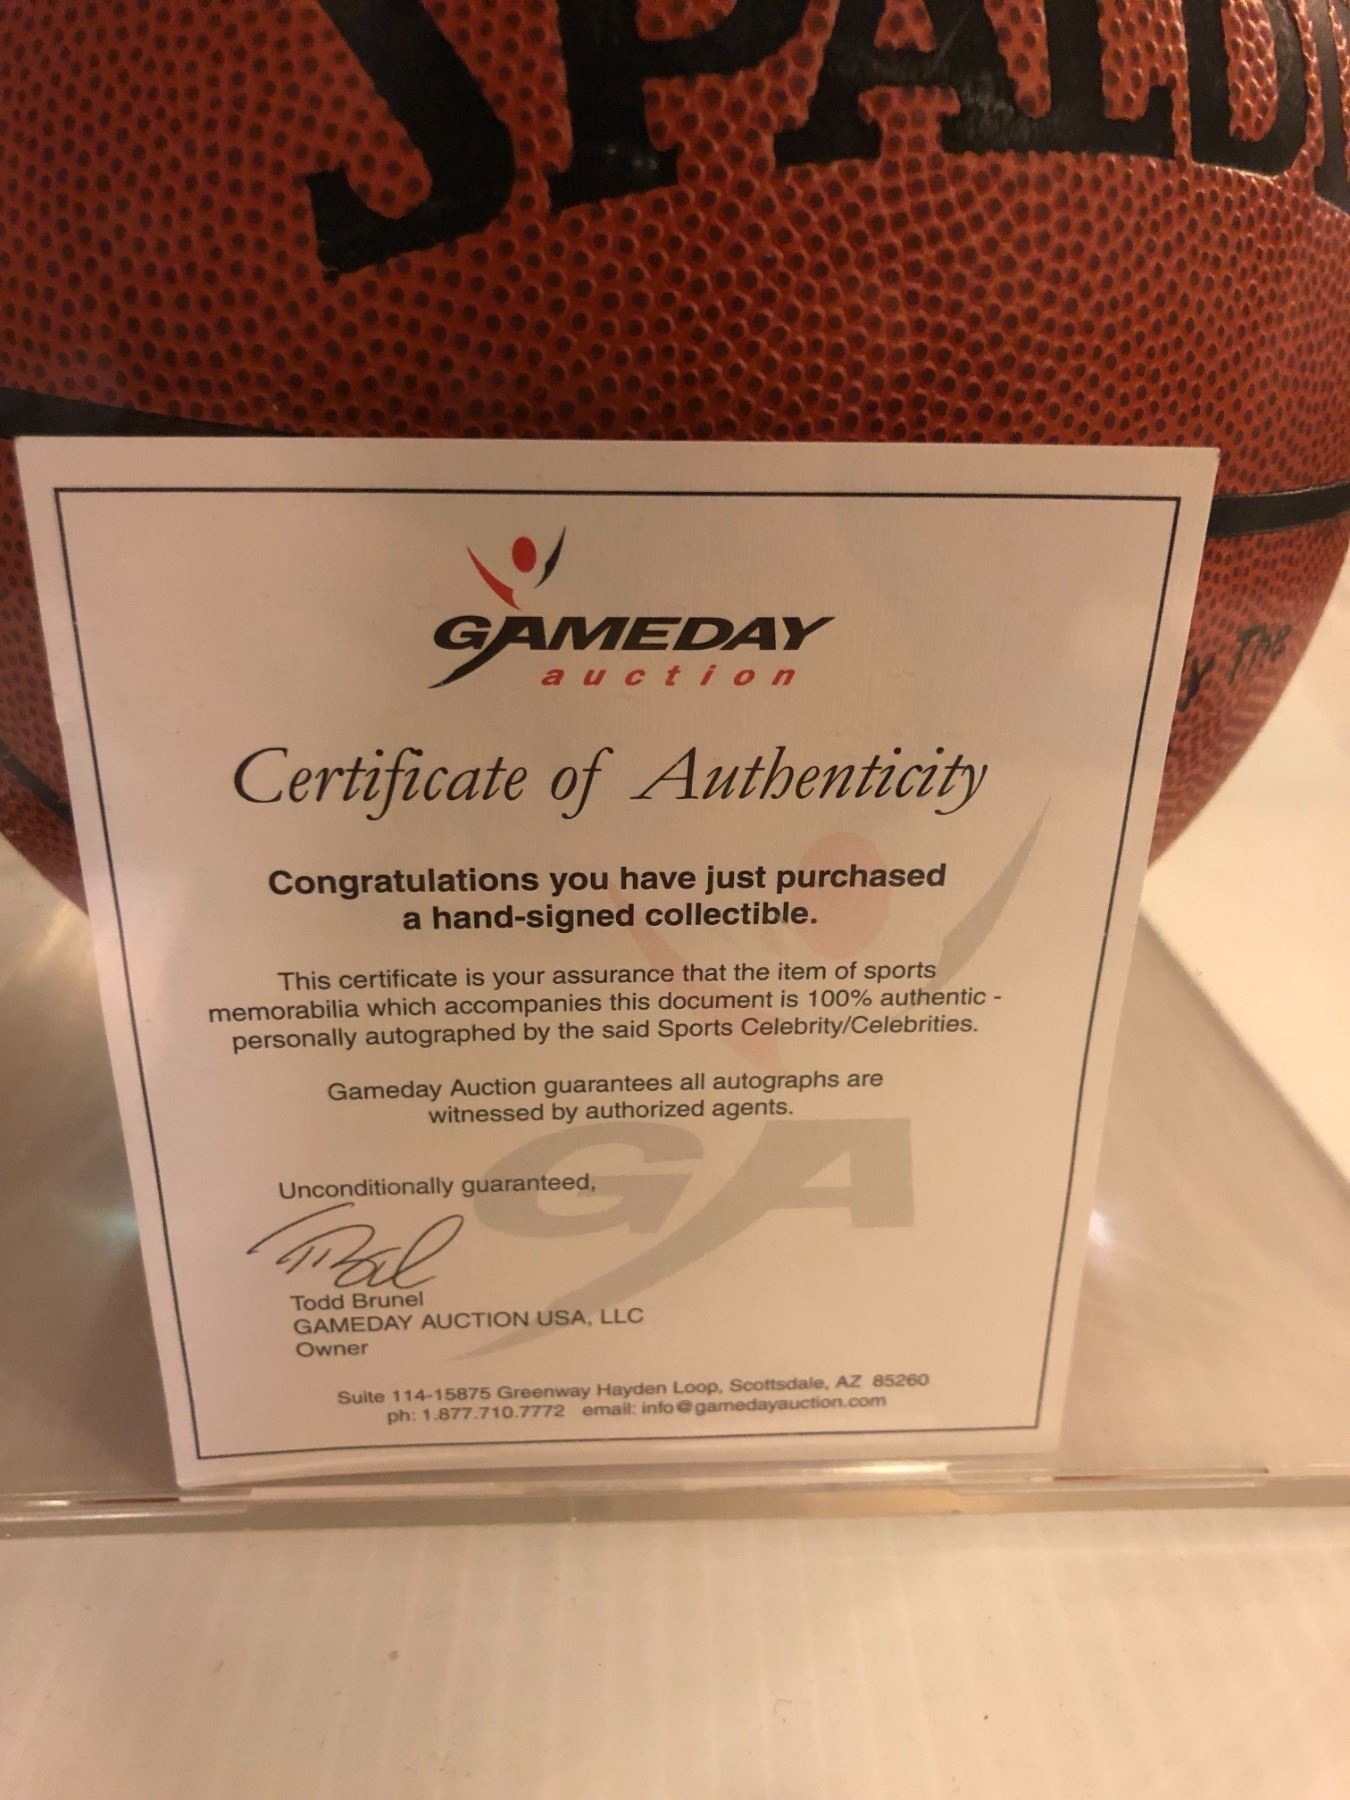 SPALD
GAMEDAY
auction
Certificate of Authenticity
Congratulations you have just purchased
a hand-signed collectible.
This certificate is your assurance that the item of sports
memorabilia which accompanies this document is 100% authentic -
personally autographed by the said Sports Celebrity/Celebrities.
Gameday Auction guarantees all autographs are
witnessed by authorized agents.
GA
Unconditionally guaranteed,
Todd Brunel
GAMEDAY AUCTION USA, LLC
Owner
Suite 114-15875 Greenway Hayden Loop, Scottsdale, AZ 85260
ph: 1.877.710.7772 email: info@gamedayauction.com
The